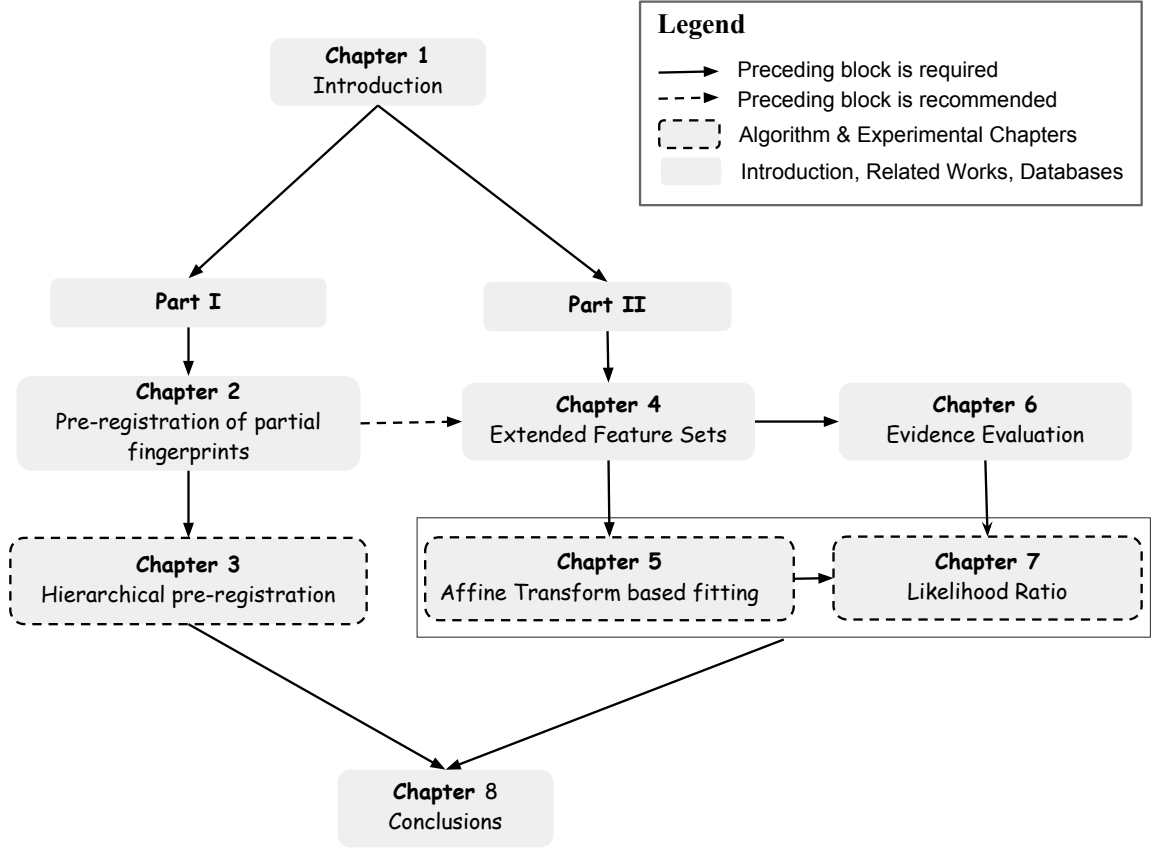 Legend
Preceding block is required
Preceding block is recommended
Algorithm & Experimental Chapters
Introduction, Related Works, Databases
Chapter 1
Introduction
Part I
Part II
Chapter 2
Pre-registration of partial
fingerprints
Chapter 4
Extended Feature Sets
Chapter 6
Evidence Evaluation
Chapter 3
Hierarchical pre-registration
Chapter 5
Affine Transform based fitting
Chapter 7
Likelihood Ratio
Chapter 8
Conclusions